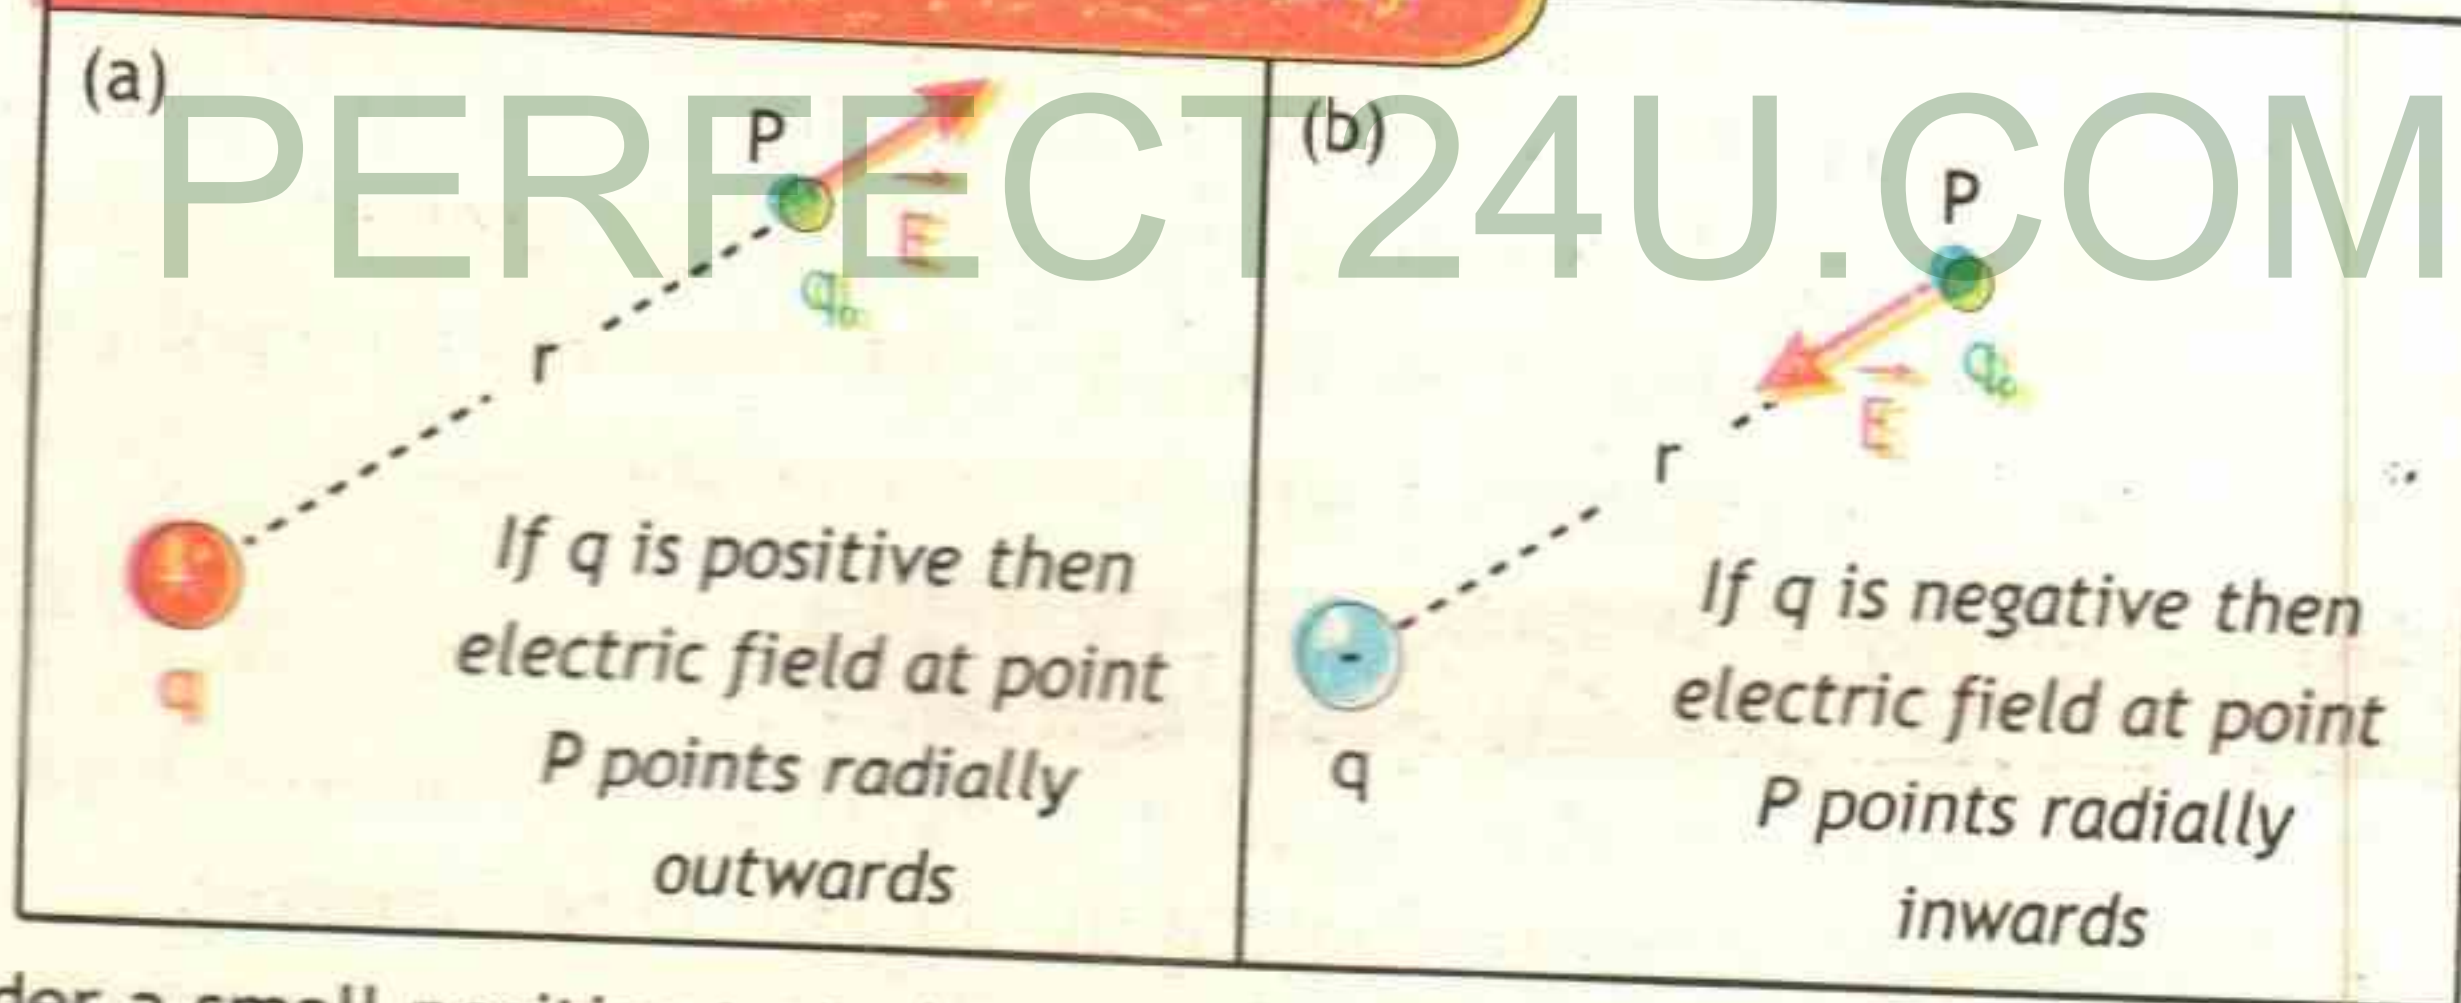 (a)
PERFECT24U.COM
P
E
q₀
r
q
If q is positive then
electric field at point
P points radially
outwards
(b)
P
E
q₀
r
-
q
If q is negative then
electric field at point
P points radially
inwards
a small